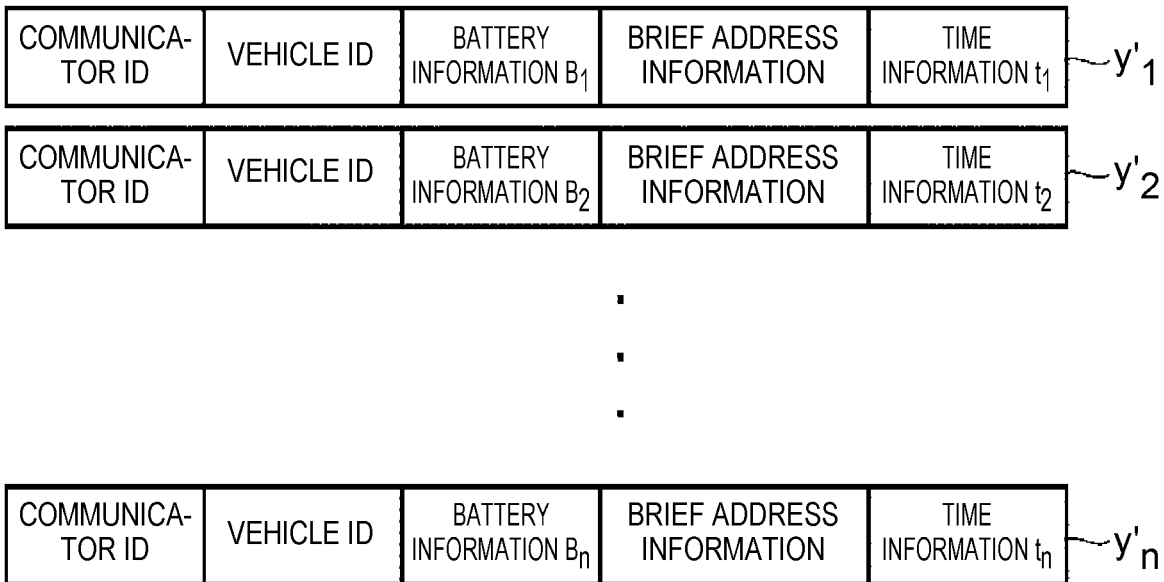 COMMUNICA-
TOR ID
VEHICLE ID
BATTERY
INFORMATION B1
BRIEF ADDRESS
INFORMATION
TIME
INFORMATION t1
y'1
COMMUNICA-
TOR ID
VEHICLE ID
BATTERY
INFORMATION B2
BRIEF ADDRESS
INFORMATION
TIME
INFORMATION t2
y'2
COMMUNICA-
TOR ID
VEHICLE ID
BATTERY
INFORMATION Bn
BRIEF ADDRESS
INFORMATION
TIME
INFORMATION tn
y'n